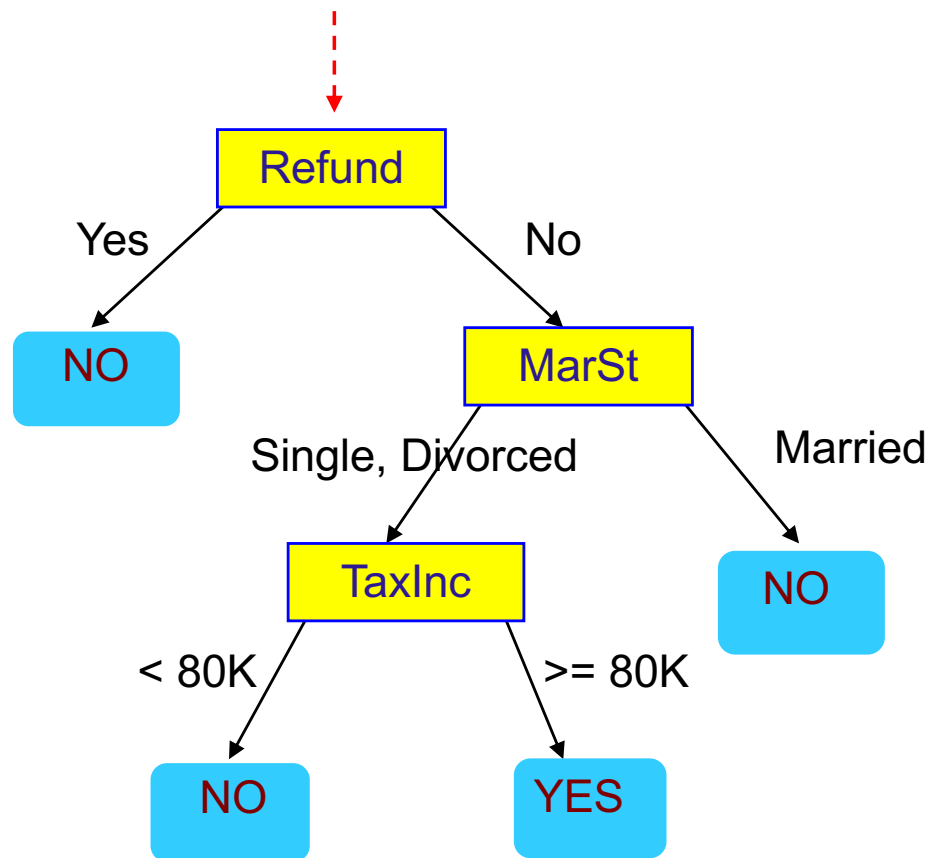 Refund
Yes
No
NO
MarSt
Single, Divorced
Married
TaxInc
NO
< 80K
>= 80K
NO
YES